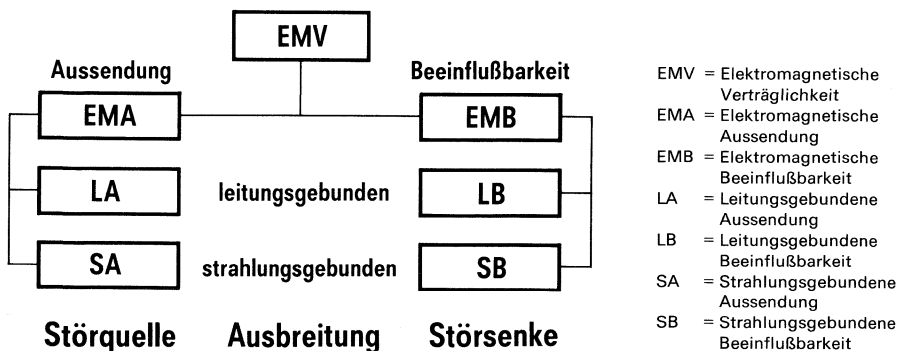 EMV
Aussendung
Beeinflußbarkeit
EMA
EMB
LA
leitungsgebunden
LB
SA
strahlungsgebunden
SB
Störquelle
Ausbreitung
Störsenke
EMV = Elektromagnetische
Verträglichkeit
EMA = Elektromagnetische
Aussendung
EMB = Elektromagnetische
Beeinflußbarkeit
LA = Leitungsgebundene
Aussendung
LB = Leitungsgebundene
Beeinflußbarkeit
SA = Strahlungsgebundene
Aussendung
SB = Strahlungsgebundene
Beeinflußbarkeit